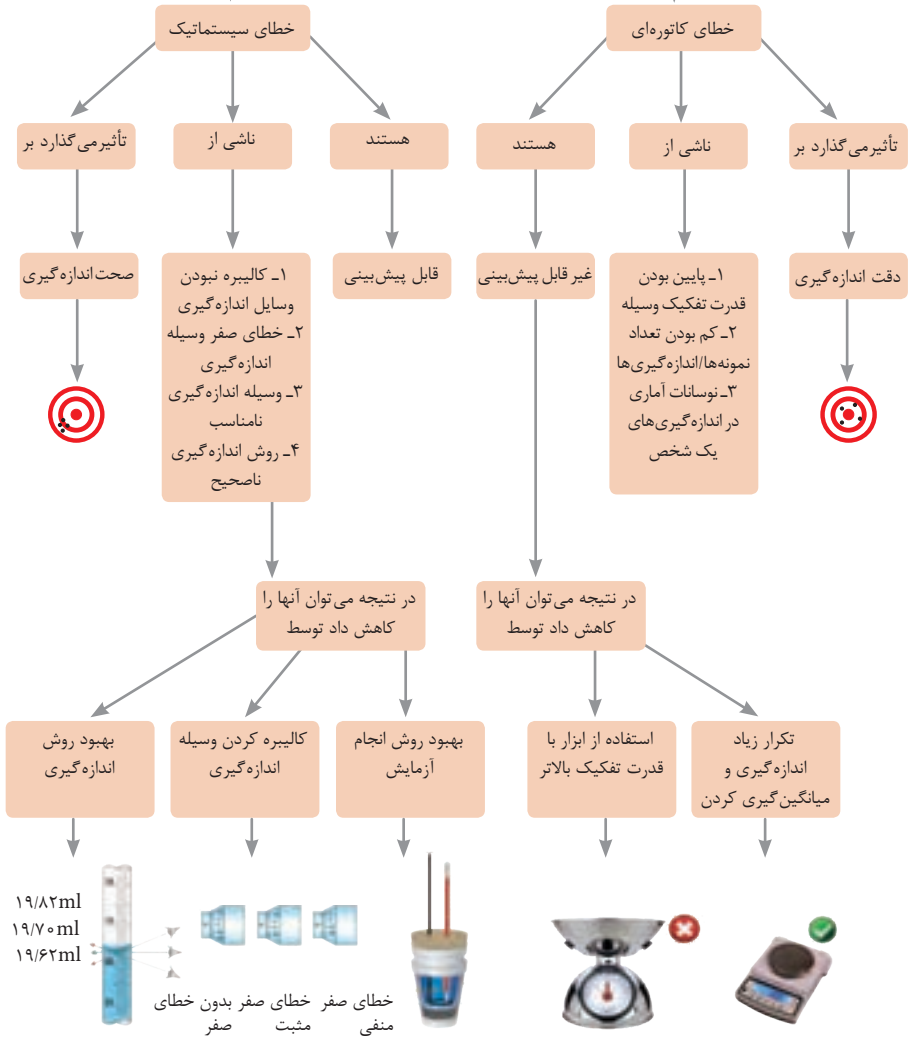 خطای کاتوره‌ای
خطای سیستماتیک
تأثیرمی‌گذارد بر
ناشی از
هستند
هستند
ناشی از
تأثیرمی‌گذارد بر
دقت اندازه‌گیری
۱ـ پایین بودن
قدرت تفکیک وسیله
۲ـ کم بودن تعداد
نمونه‌ها/اندازه‌گیری‌ها
۳ـ نوسانات آماری
در اندازه‌گیری‌های
یک شخص
غیر قابل پیش‌بینی
قابل پیش‌بینی
۱ـ کالیبره نبودن
وسایل اندازه‌گیری
۲ـ خطای صفر وسیله
اندازه‌گیری
۳ـ وسیله اندازه‌گیری
نامناسب
۴ـ روش اندازه‌گیری
ناصحیح
صحت اندازه‌گیری
در نتیجه می‌توان آنها را
کاهش داد توسط
در نتیجه می‌توان آنها را
کاهش داد توسط
تکرار زیاد
اندازه‌گیری و
میانگین‌گیری کردن
استفاده از ابزار با
قدرت تفکیک بالاتر
بهبود روش انجام
آزمایش
کالیبره کردن وسیله
اندازه‌گیری
بهبود روش
اندازه‌گیری
۱۹/۸۲ml
۱۹/۷۰ml
۱۹/۶۲ml
خطای صفر
منفی
خطای صفر
مثبت
بدون خطای
صفر